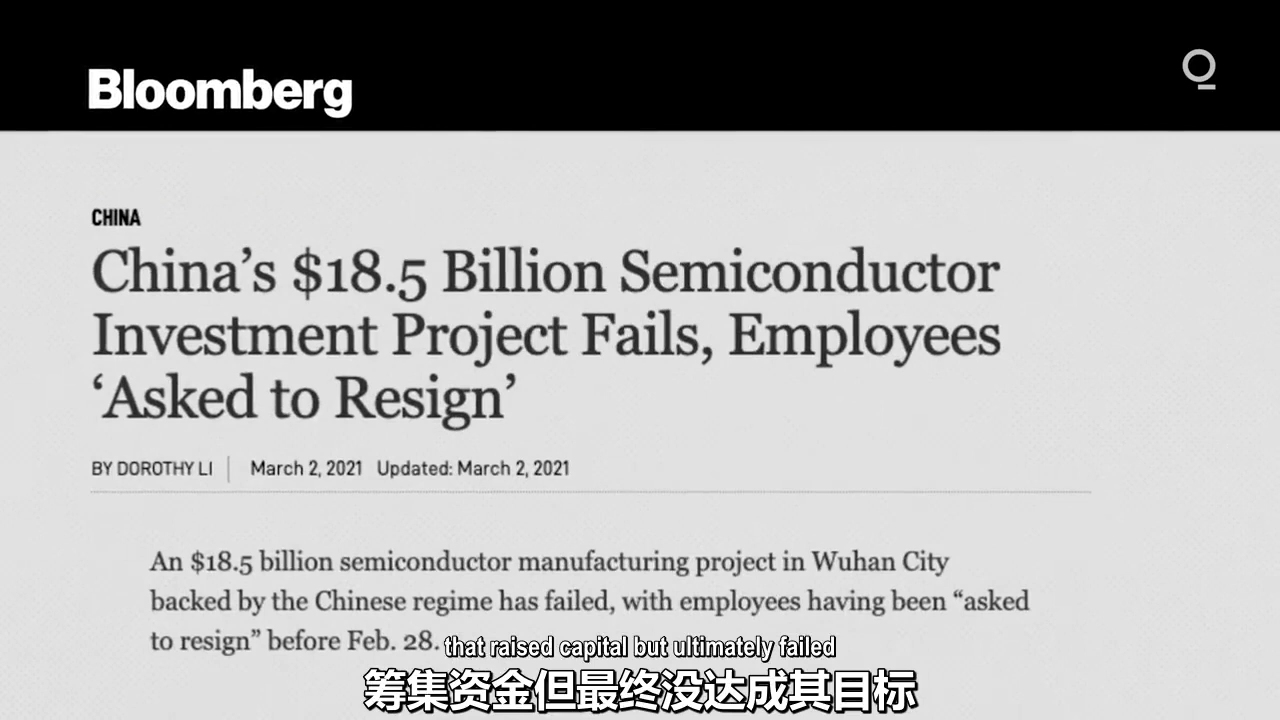 Bloomberg
CHINA
China’s $18.5 Billion Semiconductor
Investment Project Fails, Employees
‘Asked to Resign’
BY DOROTHY LI
March 2, 2021 Updated: March 2, 2021
An $18.5 billion semiconductor manufacturing project in Wuhan City
backed by the Chinese regime has failed, with employees having been “asked
to resign” before Feb. 28.
that raised capital but ultimately failed
筹集资金但最终没达成其目标